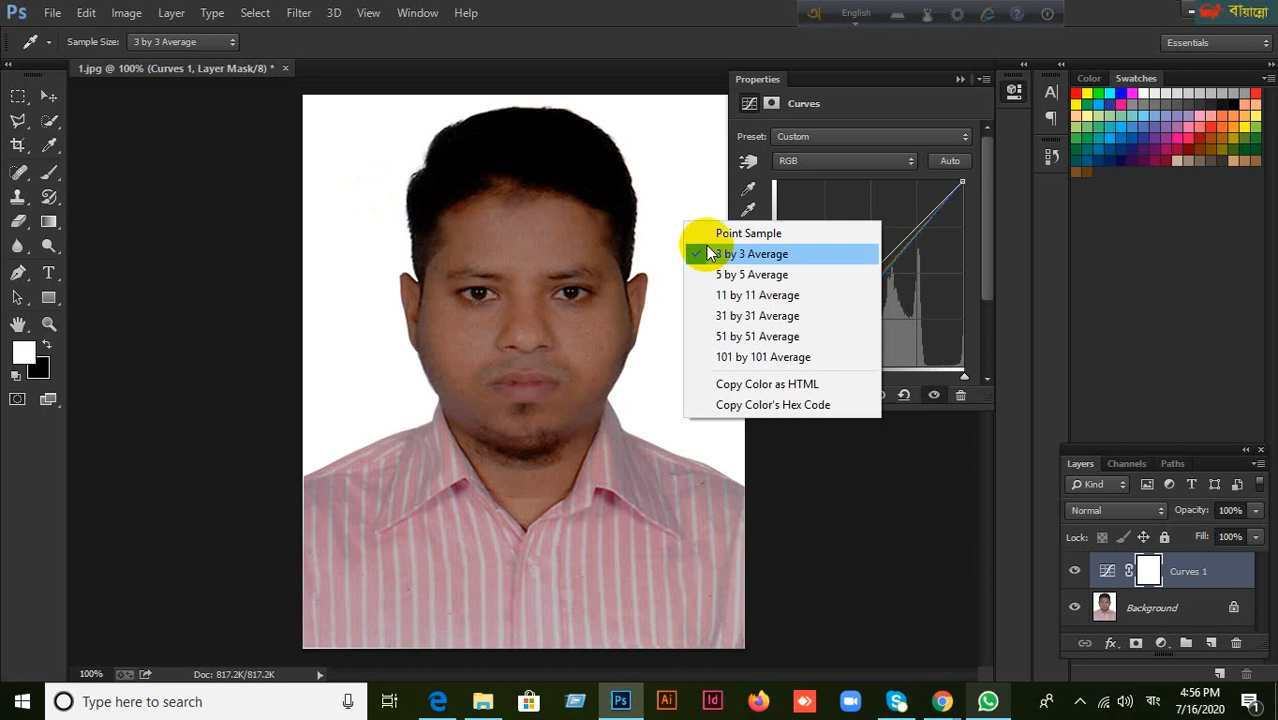 Ps File Edit Image Layer Type Select Filter 3D View Window Help
English
বায়ান্নো
Sample Size: 3 by 3 Average
Essentials
1.jpg @ 100% (Curves 1, Layer Mask/8) *
Properties
Color Swatches
Curves
Preset: Custom
RGB
Auto
Point Sample
3 by 3 Average
5 by 5 Average
11 by 11 Average
31 by 31 Average
51 by 51 Average
101 by 101 Average
Copy Color as HTML
Copy Color's Hex Code
Layers Channels Paths
Kind
Normal
Opacity: 100%
Lock:
Fill: 100%
Curves 1
Background
100%
Doc: 817.2K/817.2K
Type here to search
Ps
Ai
Id
বাং
4:56 PM
7/16/2020